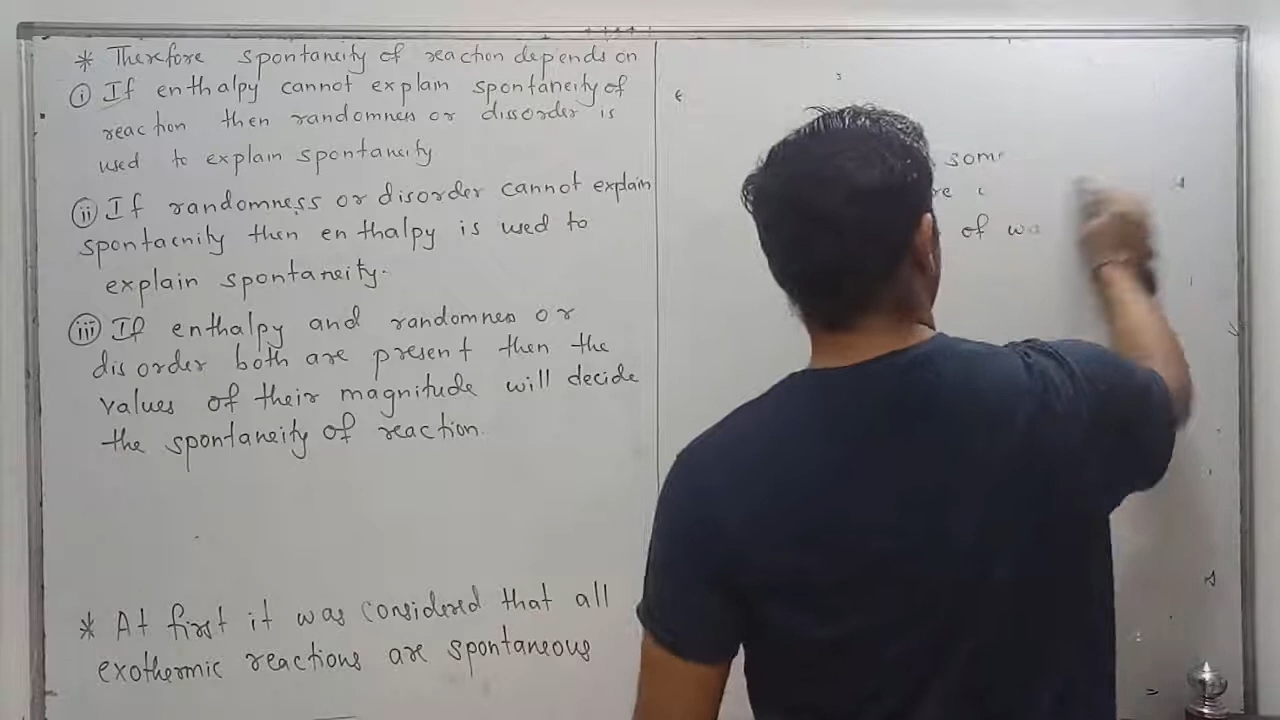 * Therefore spontaneity of reaction depends on
(i) If enthalpy cannot explain spontaneity of
reaction then randomness or disorder is
used to explain spontaneity
(ii) If randomness or disorder cannot explain
spontaenity then enthalpy is used to
explain spontaneity.
(iii) If enthalpy and randomness or
disorder both are present then the
values of their magnitude will decide
the spontaneity of reaction.
* At first it was considered that all
exothermic reactions are spontaneous
of